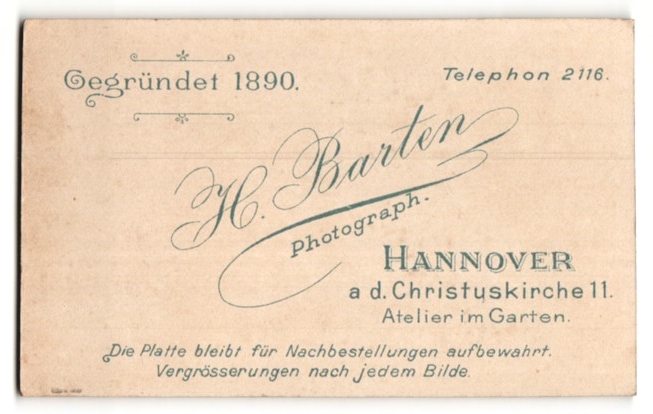 Gegründet 1890.
Telephon 2116.
H. Barten
Photograph.
HANNOVER
a d. Christuskirche 11.
Atelier im Garten.
Die Platte bleibt für Nachbestellungen aufbewahrt.
Vergrösserungen nach jedem Bilde.